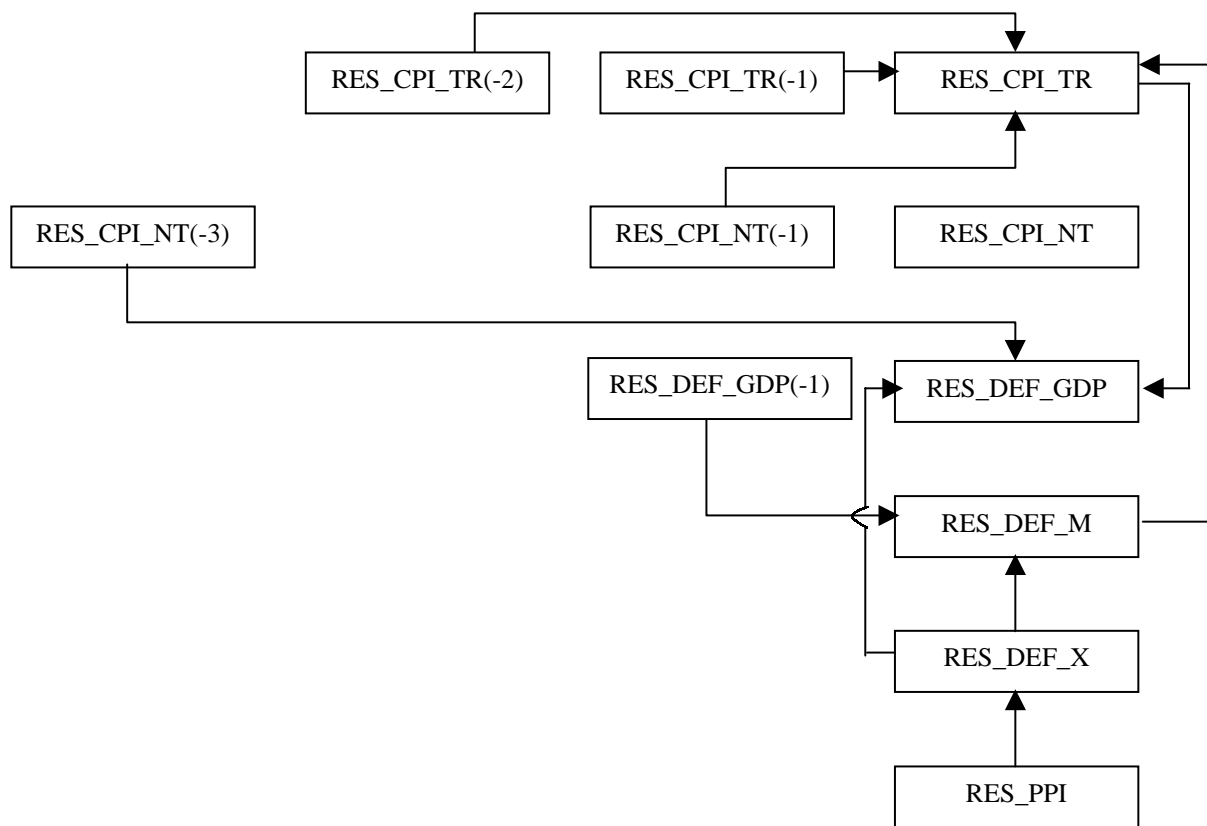 RES_CPI_TR(-2)
RES_CPI_TR(-1)
RES_CPI_TR
RES_CPI_NT(-3)
RES_CPI_NT(-1)
RES_CPI_NT
RES_DEF_GDP(-1)
RES_DEF_GDP
RES_DEF_M
RES_DEF_X
RES_PPI